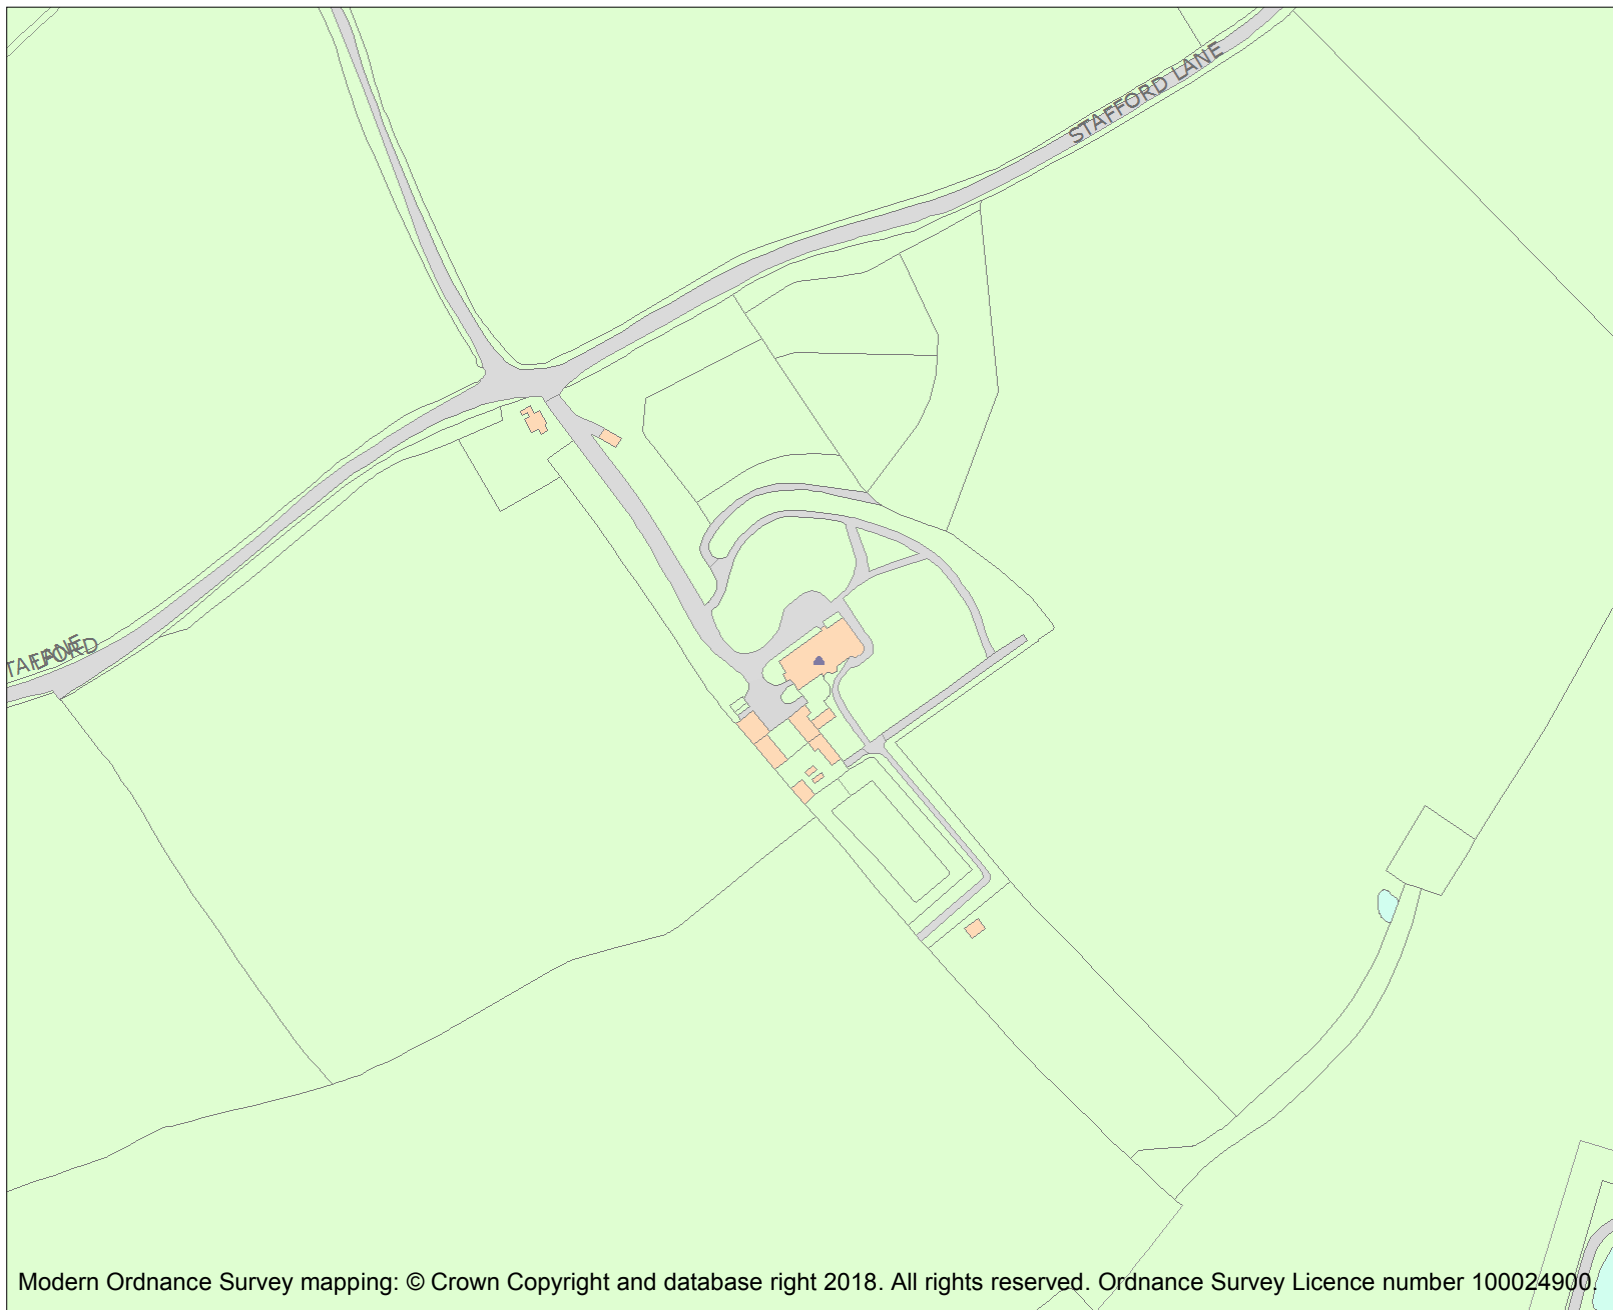 STAFFORD LANE
LANE
Modern Ordnance Survey mapping: © Crown Copyright and database right 2018. All rights reserved. Ordnance Survey Licence number 100024900.